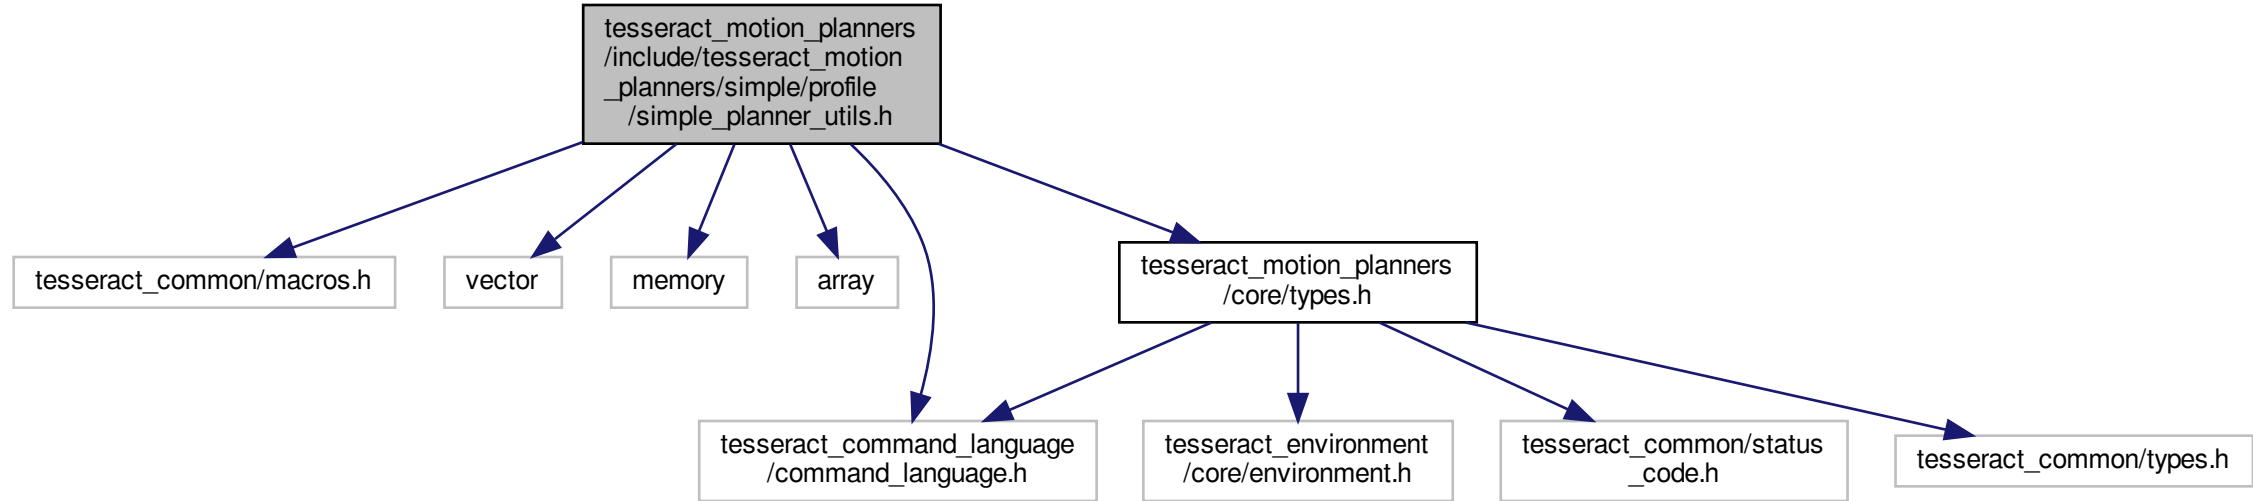 tesseract_motion_planners
/include/tesseract_motion
_planners/simple/profile
/simple_planner_utils.h
tesseract_common/macros.h
vector
memory
array
tesseract_motion_planners
/core/types.h
tesseract_command_language
/command_language.h
tesseract_environment
/core/environment.h
tesseract_common/status
_code.h
tesseract_common/types.h